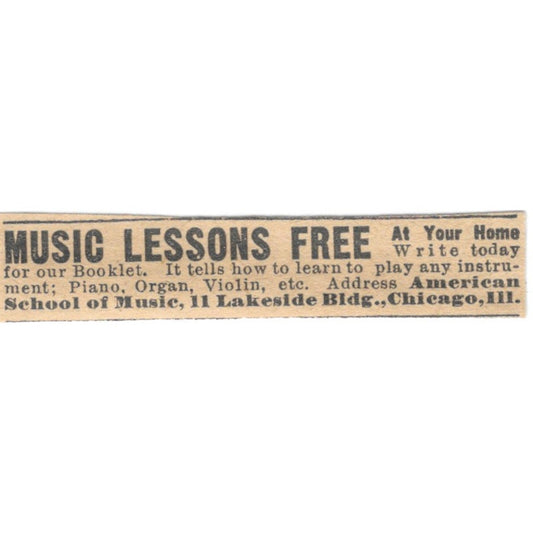 MUSIC LESSONS FREE At Your Home
Write today
for our Booklet. It tells how to learn to play any instru-
ment; Piano, Organ, Violin, etc. Address American
School of Music, 11 Lakeside Bldg., Chicago, Ill.